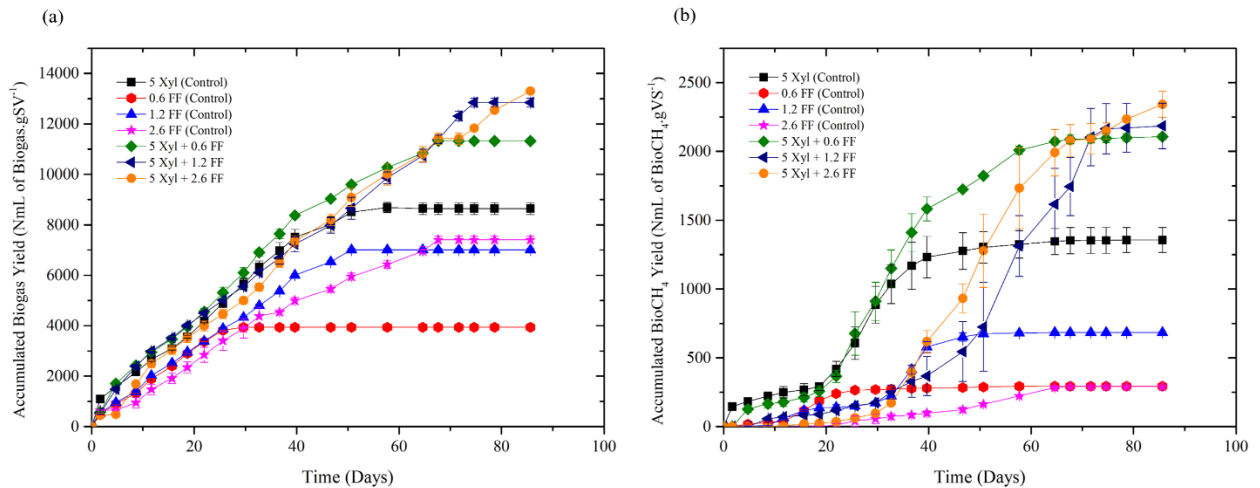 (a)
Accumulated Biogas Yield (NmL of Biogas.gSV⁻¹)
14000
12000
10000
8000
6000
4000
2000
0
5 Xyl (Control)
0.6 FF (Control)
1.2 FF (Control)
2.6 FF (Control)
5 Xyl + 0.6 FF
5 Xyl + 1.2 FF
5 Xyl + 2.6 FF
0 20 40 60 80 100
Time (Days)
(b)
Accumulated BioCH₄ Yield (NmL of BioCH₄.gVS⁻¹)
2500
2000
1500
1000
500
0
5 Xyl (Control)
0.6 FF (Control)
1.2 FF (Control)
2.6 FF (Control)
5 Xyl + 0.6 FF
5 Xyl + 1.2 FF
5 Xyl + 2.6 FF
0 20 40 60 80 100
Time (Days)